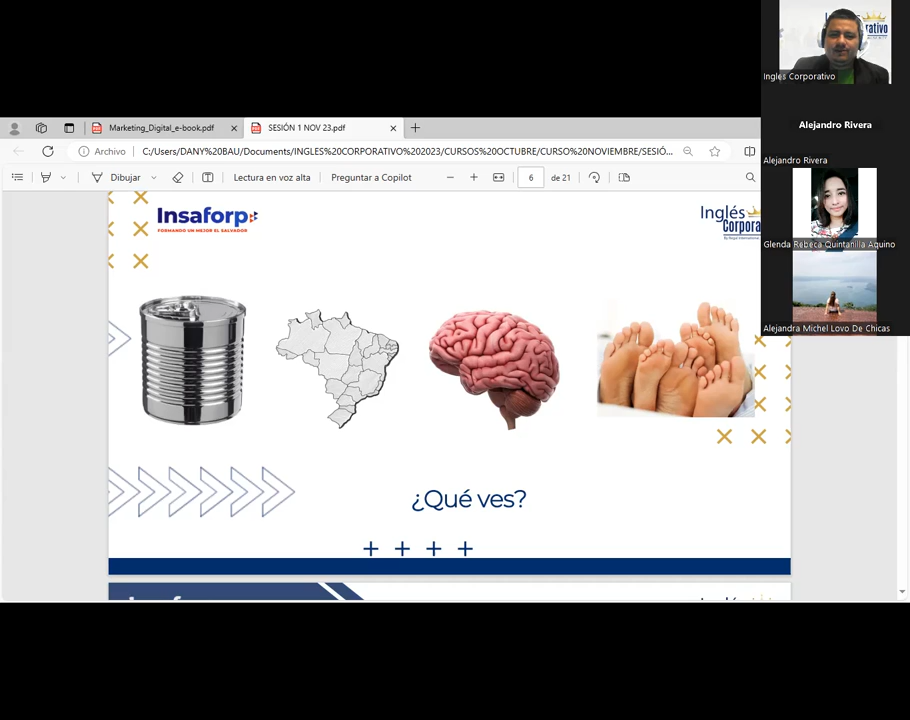 Marketing_Digital_e-book.pdf
SESIÓN 1 NOV 23.pdf
Archivo
C:/Users/DANY%20BAU/Documents/INGLES%20CORPORATIVO%202023/CURSOS%20OCTUBRE/CURSO%20NOVIEMBRE/SESIÓ...
Dibujar
Lectura en voz alta
Preguntar a Copilot
6
de 21
Insaforp
FORMANDO UN MEJOR EL SALVADOR
Inglés
Corpora
¿Qué ves?
Ingles Corporativo
Alejandro Rivera
Alejandro Rivera
Glenda Rebeca Quintanilla Aquino
Alejandra Michel Lovo De Chicas